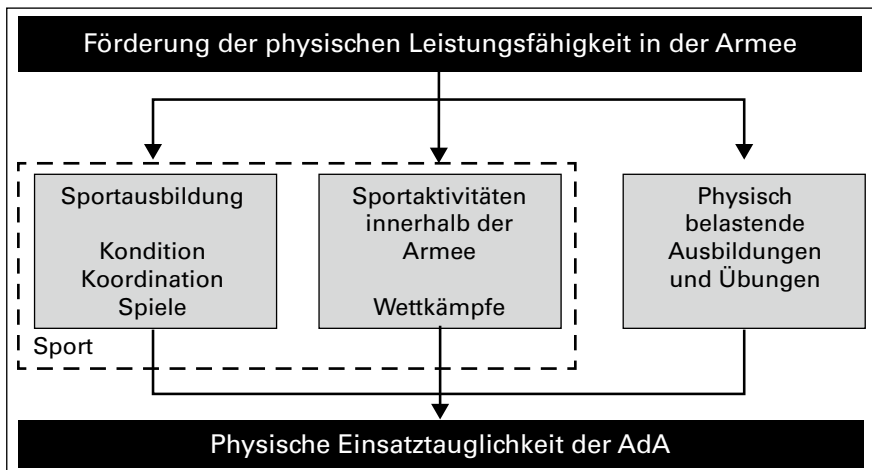 Förderung der physischen Leistungsfähigkeit in der Armee
Sportausbildung
Kondition
Koordination
Spiele
Sportaktivitäten
innerhalb der
Armee
Wettkämpfe
Physisch
belastende
Ausbildungen
und Übungen
Sport
Physische Einsatztauglichkeit der AdA